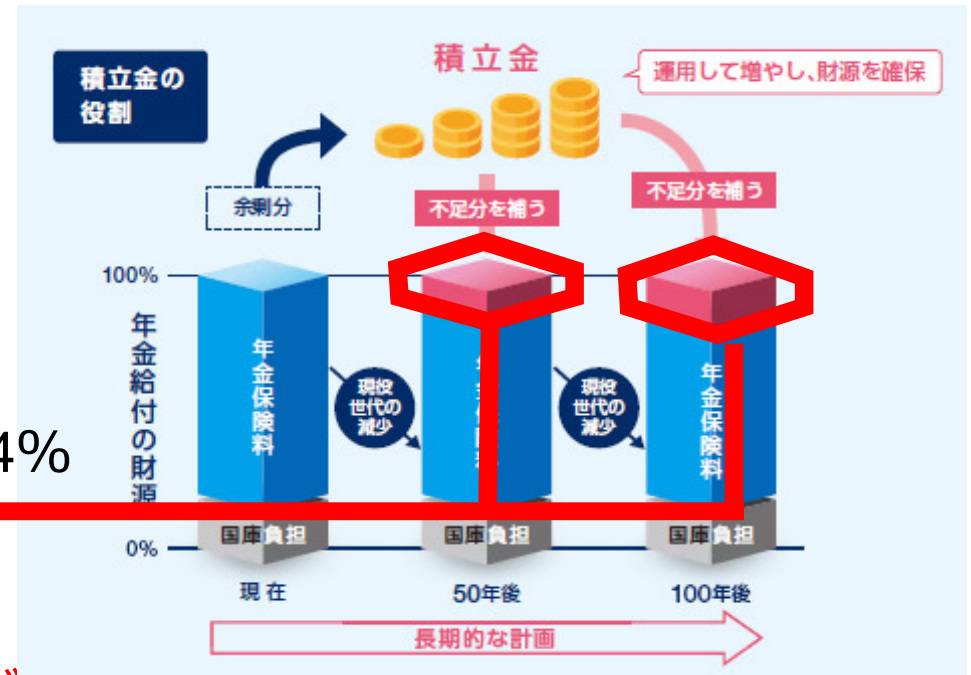 積立金の
役割
積立金
運用して増やし、財源を確保
余剰分
不足分を補う
不足分を補う
100%
年金給付の財源
年金保険料
現役
世代の
減少
現役
世代の
減少
年金保険料
4%
国庫負担
国庫負担
国庫負担
0%
現在
50年後
100年後
長期的な計画